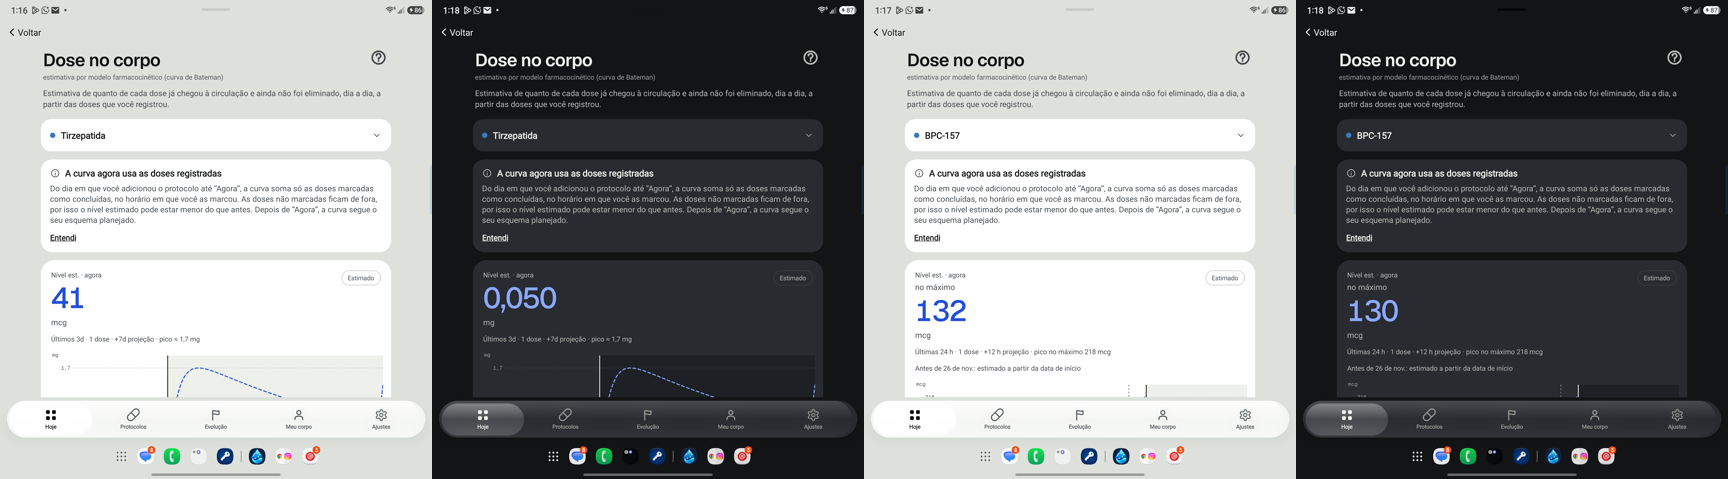 1:16
86
Voltar
Dose no corpo
estimativa por modelo farmacocinético (curva de Bateman)
Estimativa de quanto de cada dose já chegou à circulação e ainda não foi eliminado, dia a dia, a
partir das doses que você registrou.
Tirzepatida
A curva agora usa as doses registradas
Do dia em que você adicionou o protocolo até "Agora", a curva soma só as doses marcadas
como concluídas, no horário em que você as marcou. As doses não marcadas ficam de fora,
por isso o nível estimado pode estar menor do que antes. Depois de "Agora", a curva segue o
seu esquema planejado.
Entendi
Nível est. · agora
Estimado
41
mcg
Últimos 3d · 1 dose · +7d projeção · pico ≈ 1,7 mg
mg
1,7
Hoje
Protocolos
Evolução
Meu corpo
Ajustes
1:18
87
Voltar
Dose no corpo
estimativa por modelo farmacocinético (curva de Bateman)
Estimativa de quanto de cada dose já chegou à circulação e ainda não foi eliminado, dia a dia, a
partir das doses que você registrou.
Tirzepatida
A curva agora usa as doses registradas
Do dia em que você adicionou o protocolo até "Agora", a curva soma só as doses marcadas
como concluídas, no horário em que você as marcou. As doses não marcadas ficam de fora,
por isso o nível estimado pode estar menor do que antes. Depois de "Agora", a curva segue o
seu esquema planejado.
Entendi
Nível est. · agora
Estimado
0,050
mg
Últimos 3d · 1 dose · +7d projeção · pico ≈ 1,7 mg
mg
1,7
Hoje
Protocolos
Evolução
Meu corpo
Ajustes
1:17
86
Voltar
Dose no corpo
estimativa por modelo farmacocinético (curva de Bateman)
Estimativa de quanto de cada dose já chegou à circulação e ainda não foi eliminado, dia a dia, a
partir das doses que você registrou.
BPC-157
A curva agora usa as doses registradas
Do dia em que você adicionou o protocolo até "Agora", a curva soma só as doses marcadas
como concluídas, no horário em que você as marcou. As doses não marcadas ficam de fora,
por isso o nível estimado pode estar menor do que antes. Depois de "Agora", a curva segue o
seu esquema planejado.
Entendi
Nível est. · agora
Estimado
no máximo
132
mcg
Últimas 24 h · 1 dose · +12 h projeção · pico no máximo 218 mcg
Antes de 26 de nov.: estimado a partir da data de início
mcg
Hoje
Protocolos
Evolução
Meu corpo
Ajustes
1:18
87
Voltar
Dose no corpo
estimativa por modelo farmacocinético (curva de Bateman)
Estimativa de quanto de cada dose já chegou à circulação e ainda não foi eliminado, dia a dia, a
partir das doses que você registrou.
BPC-157
A curva agora usa as doses registradas
Do dia em que você adicionou o protocolo até "Agora", a curva soma só as doses marcadas
como concluídas, no horário em que você as marcou. As doses não marcadas ficam de fora,
por isso o nível estimado pode estar menor do que antes. Depois de "Agora", a curva segue o
seu esquema planejado.
Entendi
Nível est. · agora
Estimado
no máximo
130
mcg
Últimas 24 h · 1 dose · +12 h projeção · pico no máximo 218 mcg
Antes de 26 de nov.: estimado a partir da data de início
mcg
Hoje
Protocolos
Evolução
Meu corpo
Ajustes